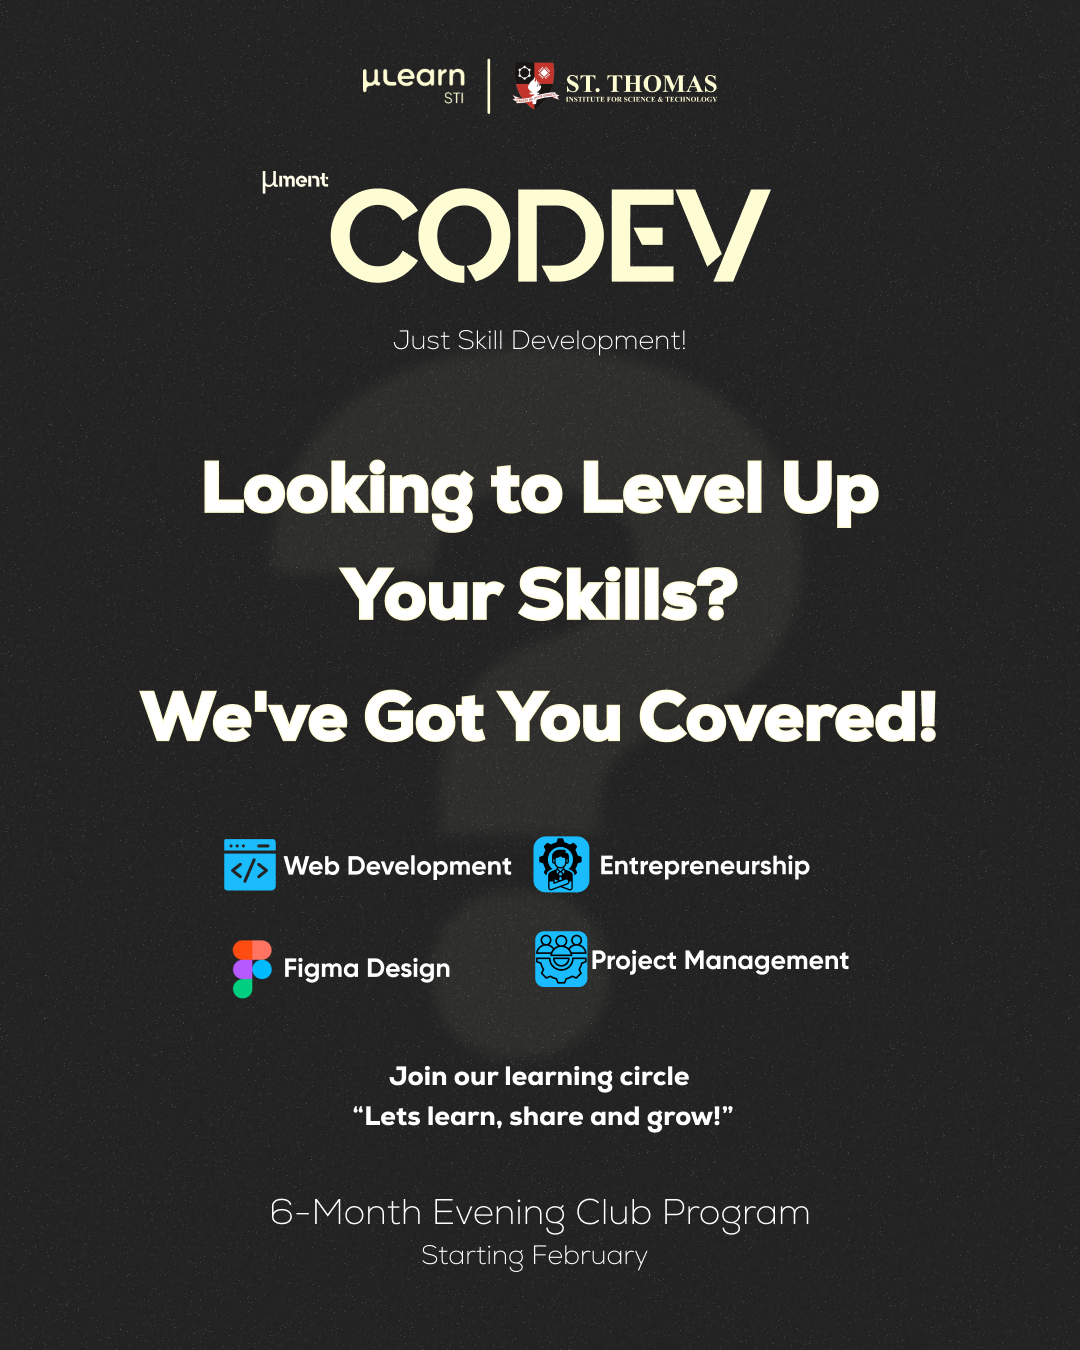 µLearn
STI
ST. THOMAS
INSTITUTE FOR SCIENCE & TECHNOLOGY
µment
CODEV
Just Skill Development!
Looking to Level Up
Your Skills?
We've Got You Covered!
Web Development
Entrepreneurship
Figma Design
Project Management
Join our learning circle
“Lets learn, share and grow!”
6-Month Evening Club Program
Starting February